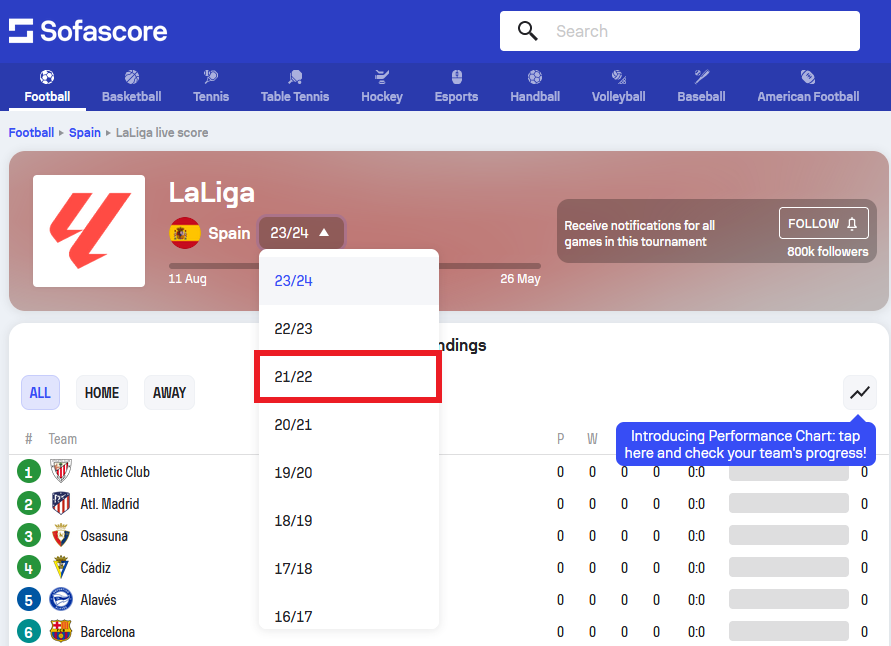 Sofascore
Search
Football Basketball Tennis Table Tennis Hockey Esports Handball Volleyball Baseball American Football
Football ▸ Spain ▸ LaLiga live score
LaLiga
Spain 23/24
11 Aug 26 May
Receive notifications for all
games in this tournament
FOLLOW
800k followers
23/24
22/23
21/22
20/21
19/20
18/19
17/18
16/17
ndings
ALL HOME AWAY
Introducing Performance Chart: tap
here and check your team's progress!
# Team P W
1 Athletic Club 0 0 0 0 0:0 0
2 Atl. Madrid 0 0 0 0 0:0 0
3 Osasuna 0 0 0 0 0:0 0
4 Cádiz 0 0 0 0 0:0 0
5 Alavés 0 0 0 0 0:0 0
6 Barcelona 0 0 0 0 0:0 0